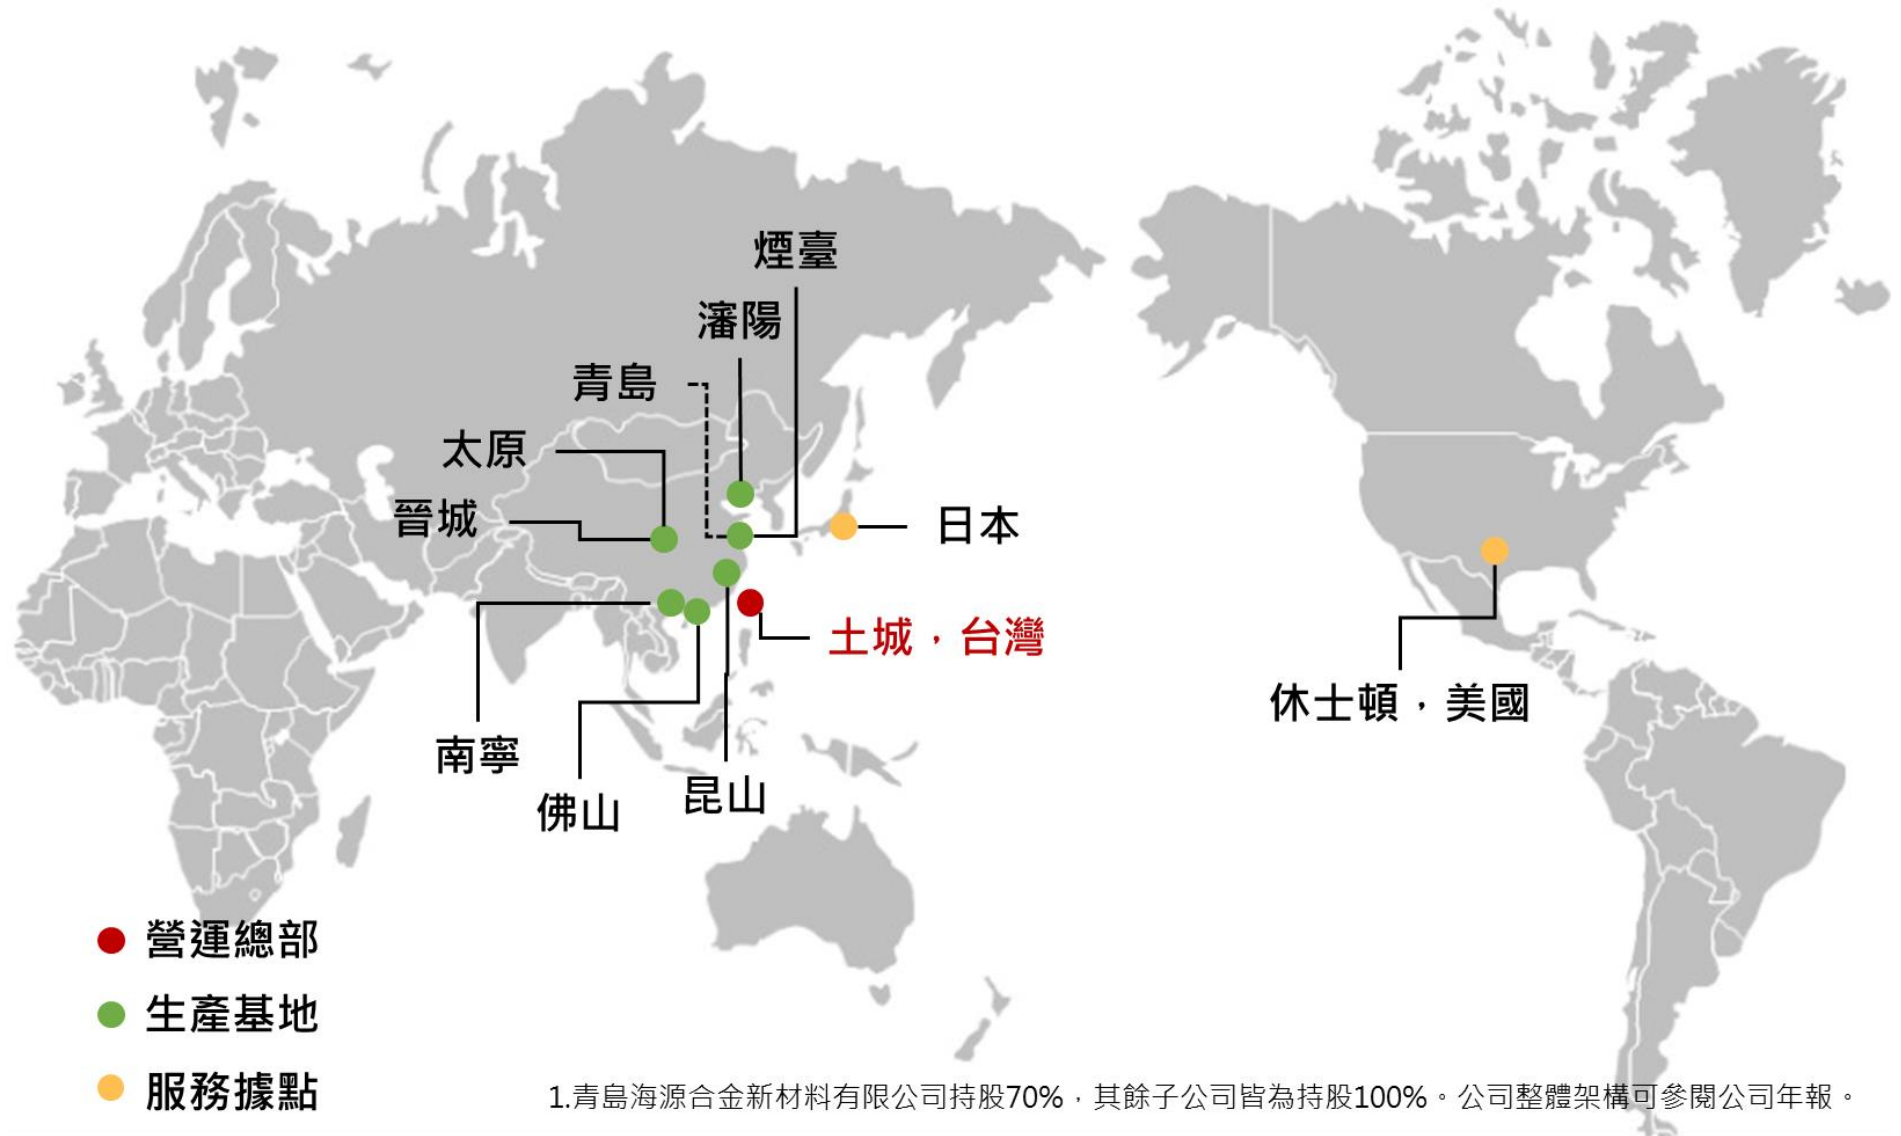 煙臺
瀋陽
青島
太原
晉城
日本
土城，台灣
休士頓，美國
南寧
佛山
昆山
營運總部
生產基地
服務據點
1.青島海源合金新材料有限公司持股70%，其餘子公司皆為持股100%。公司整體架構可參閱公司年報。